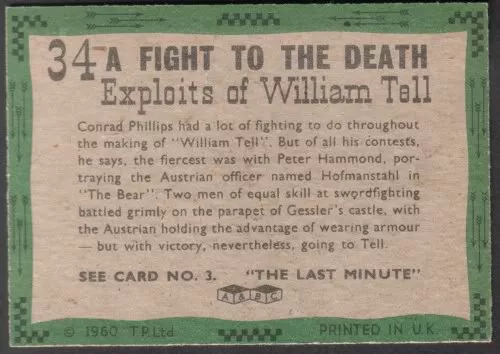 34 A FIGHT TO THE DEATH
Exploits of William Tell
Conrad Phillips had a lot of fighting to do throughout
the making of "William Tell". But of all his contests,
he says, the fiercest was with Peter Hammond, por-
traying the Austrian officer named Hofmanstahl in
"The Bear". Two men of equal skill at swordfighting
battled grimly on the parapet of Gessler's castle, with
the Austrian holding the advantage of wearing armour
— but with victory, nevertheless, going to Tell.
SEE CARD NO. 3. "THE LAST MINUTE"
A & B C
© 1960 T.P.Ltd PRINTED IN U.K.